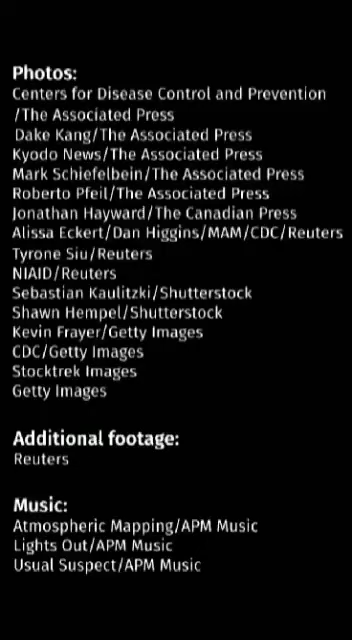 Photos:
Centers for Disease Control and Prevention
/The Associated Press
Dake Kang/The Associated Press
Kyodo News/The Associated Press
Mark Schiefelbein/The Associated Press
Roberto Pfeil/The Associated Press
Jonathan Hayward/The Canadian Press
Alissa Eckert/Dan Higgins/MAM/CDC/Reuters
Tyrone Siu/Reuters
NIAID/Reuters
Sebastian Kaulitzki/Shutterstock
Shawn Hempel/Shutterstock
Kevin Frayer/Getty Images
CDC/Getty Images
Stocktrek Images
Getty Images
Additional footage:
Reuters
Music:
Atmospheric Mapping/APM Music
Lights Out/APM Music
Usual Suspect/APM Music